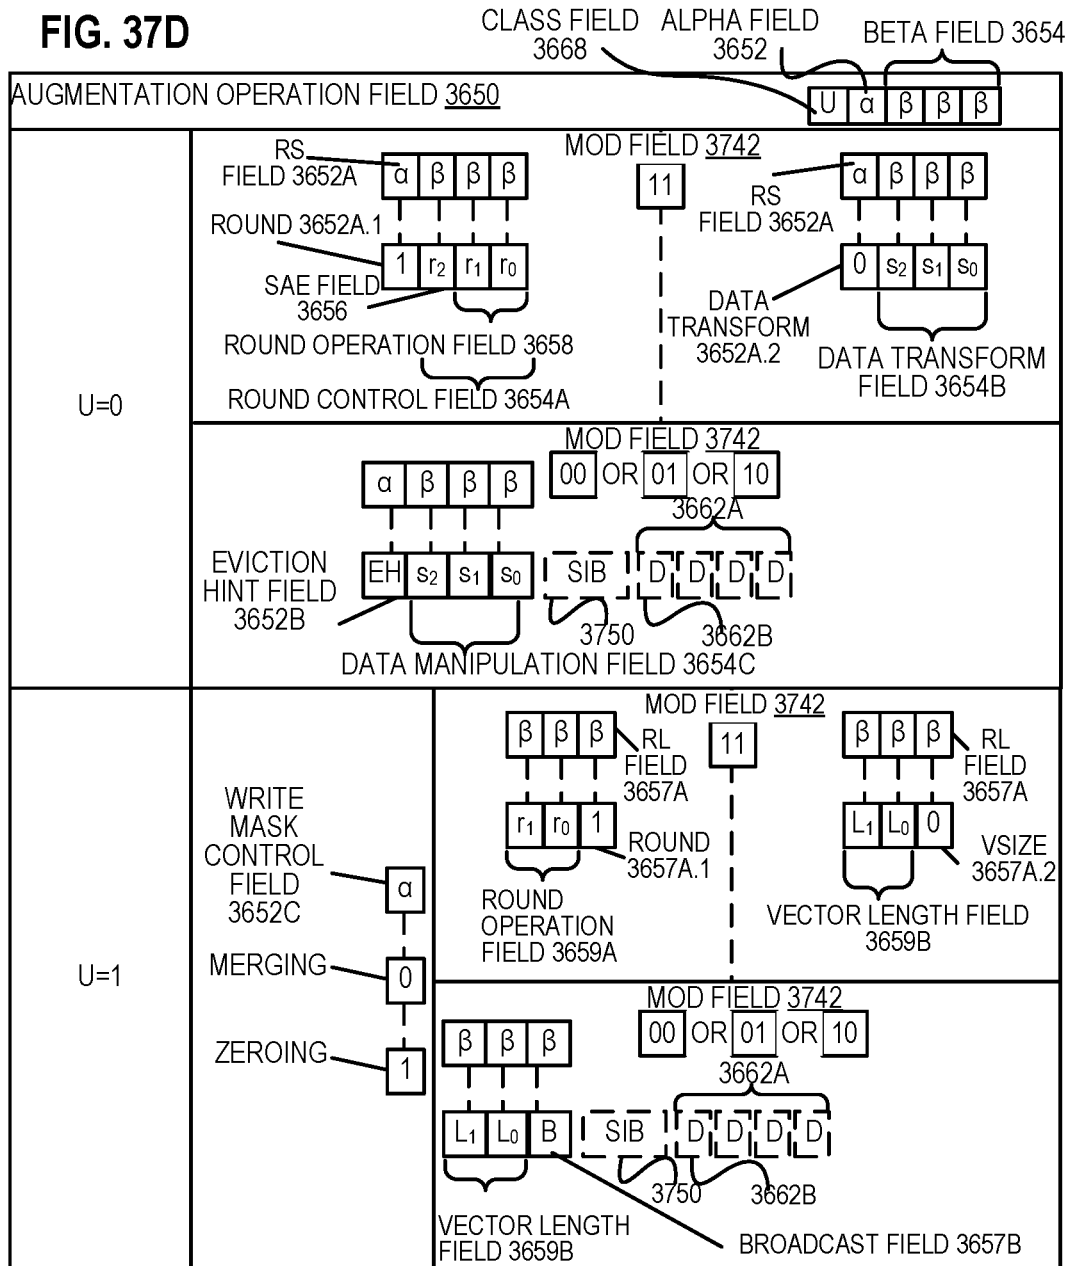 FIG. 37D
CLASS FIELD
3668
ALPHA FIELD
3652
BETA FIELD 3654
AUGMENTATION OPERATION FIELD 3650
U α β β β
U=0
RS
FIELD 3652A
α β β β
ROUND 3652A.1
1 r2 r1 r0
SAE FIELD
3656
ROUND OPERATION FIELD 3658
ROUND CONTROL FIELD 3654A
MOD FIELD 3742
11
α β β β
RS
FIELD 3652A
0 s2 s1 s0
DATA
TRANSFORM
3652A.2
DATA TRANSFORM
FIELD 3654B
MOD FIELD 3742
00 OR 01 OR 10
α β β β
3662A
EVICTION
HINT FIELD
3652B
EH s2 s1 s0
SIB D D D D
3750
3662B
DATA MANIPULATION FIELD 3654C
U=1
WRITE
MASK
CONTROL
FIELD
3652C
α
MERGING
0
ZEROING
1
MOD FIELD 3742
11
β β β
RL
FIELD
3657A
r1 r0 1
ROUND
3657A.1
ROUND
OPERATION
FIELD 3659A
β β β
RL
FIELD
3657A
L1 L0 0
VSIZE
3657A.2
VECTOR LENGTH FIELD
3659B
MOD FIELD 3742
00 OR 01 OR 10
β β β
3662A
L1 L0 B
SIB D D D D
3750
3662B
VECTOR LENGTH
FIELD 3659B
BROADCAST FIELD 3657B